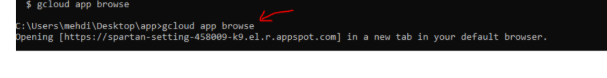 $ gcloud app browse
C:\Users\mehdi\Desktop\app>gcloud app browse
Opening [https://spartan-setting-458009-k9.el.r.appspot.com] in a new tab in your default browser.